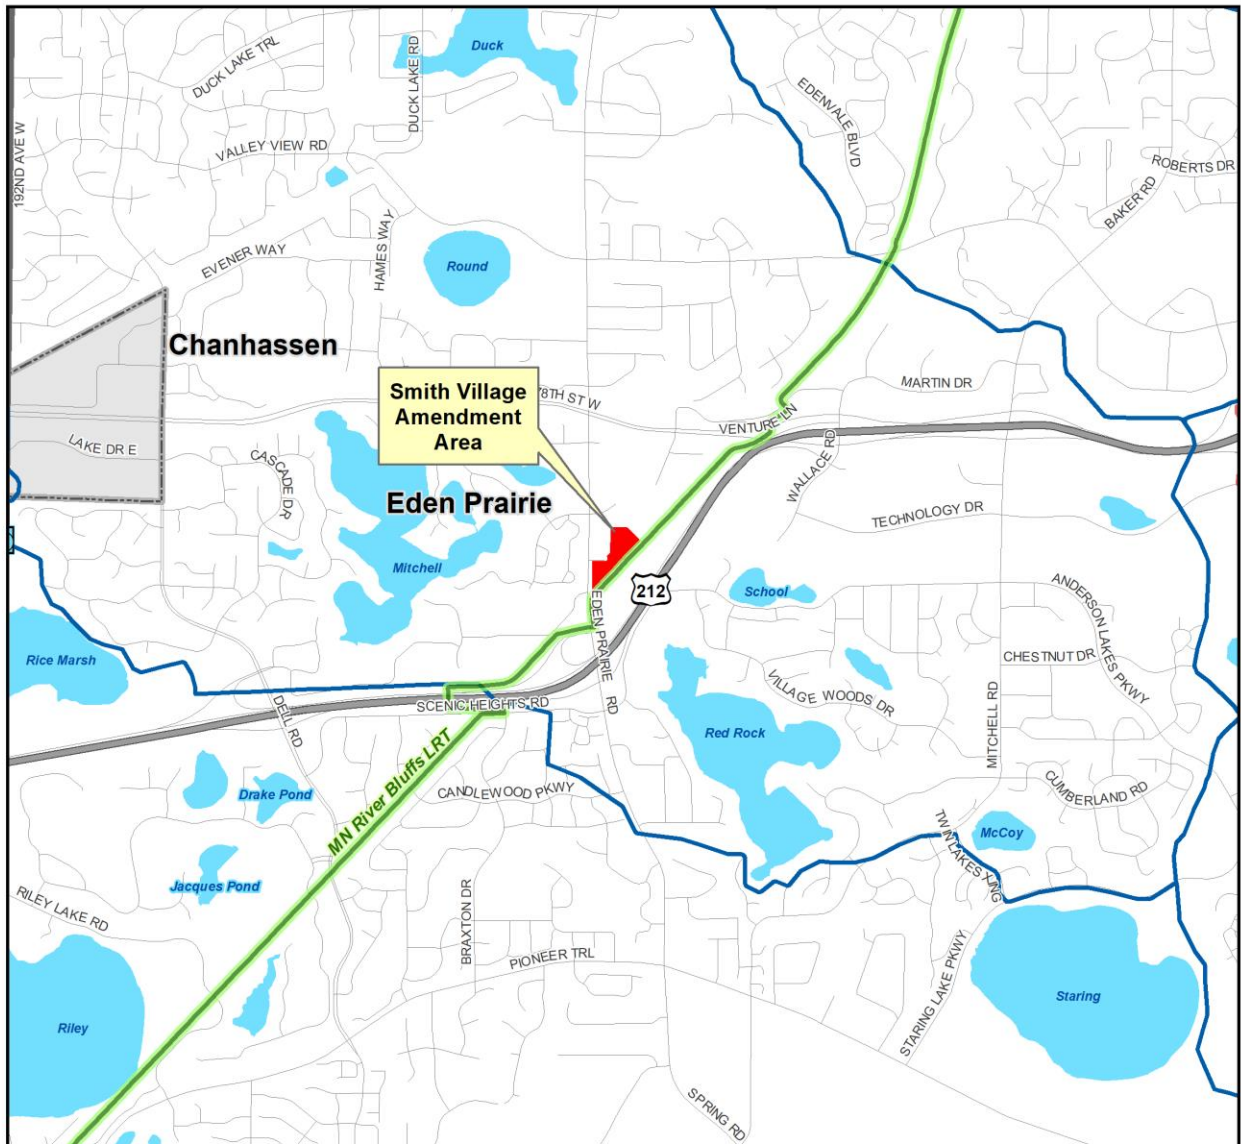 Duck
DUCK LAKE TRL
DUCK LAKE RD
EDENVALE BLVD
192ND AVE W
VALLEY VIEW RD
ROBERTS DR
BAKER RD
HAMES WAY
EVENER WAY
Round
Chanhassen
Smith Village
Amendment
Area
78TH ST W
MARTIN DR
VENTURE LN
LAKE DR E
CASCADE DR
WALLACE RD
Eden Prairie
TECHNOLOGY DR
Mitchell
212
School
ANDERSON LAKES PKWY
EDEN PRAIRIE RD
Rice Marsh
CHESTNUT DR
VILLAGE WOODS DR
MITCHELL RD
SCENIC HEIGHTS RD
DELL RD
Red Rock
MN River Bluffs LRT
Drake Pond
CANDLEWOOD PKWY
CUMBERLAND RD
TWIN LAKES XING
McCoy
Jacques Pond
RILEY LAKE RD
BRAXTON DR
PIONEER TRL
STARING LAKE PKWY
Staring
Riley
SPRING RD